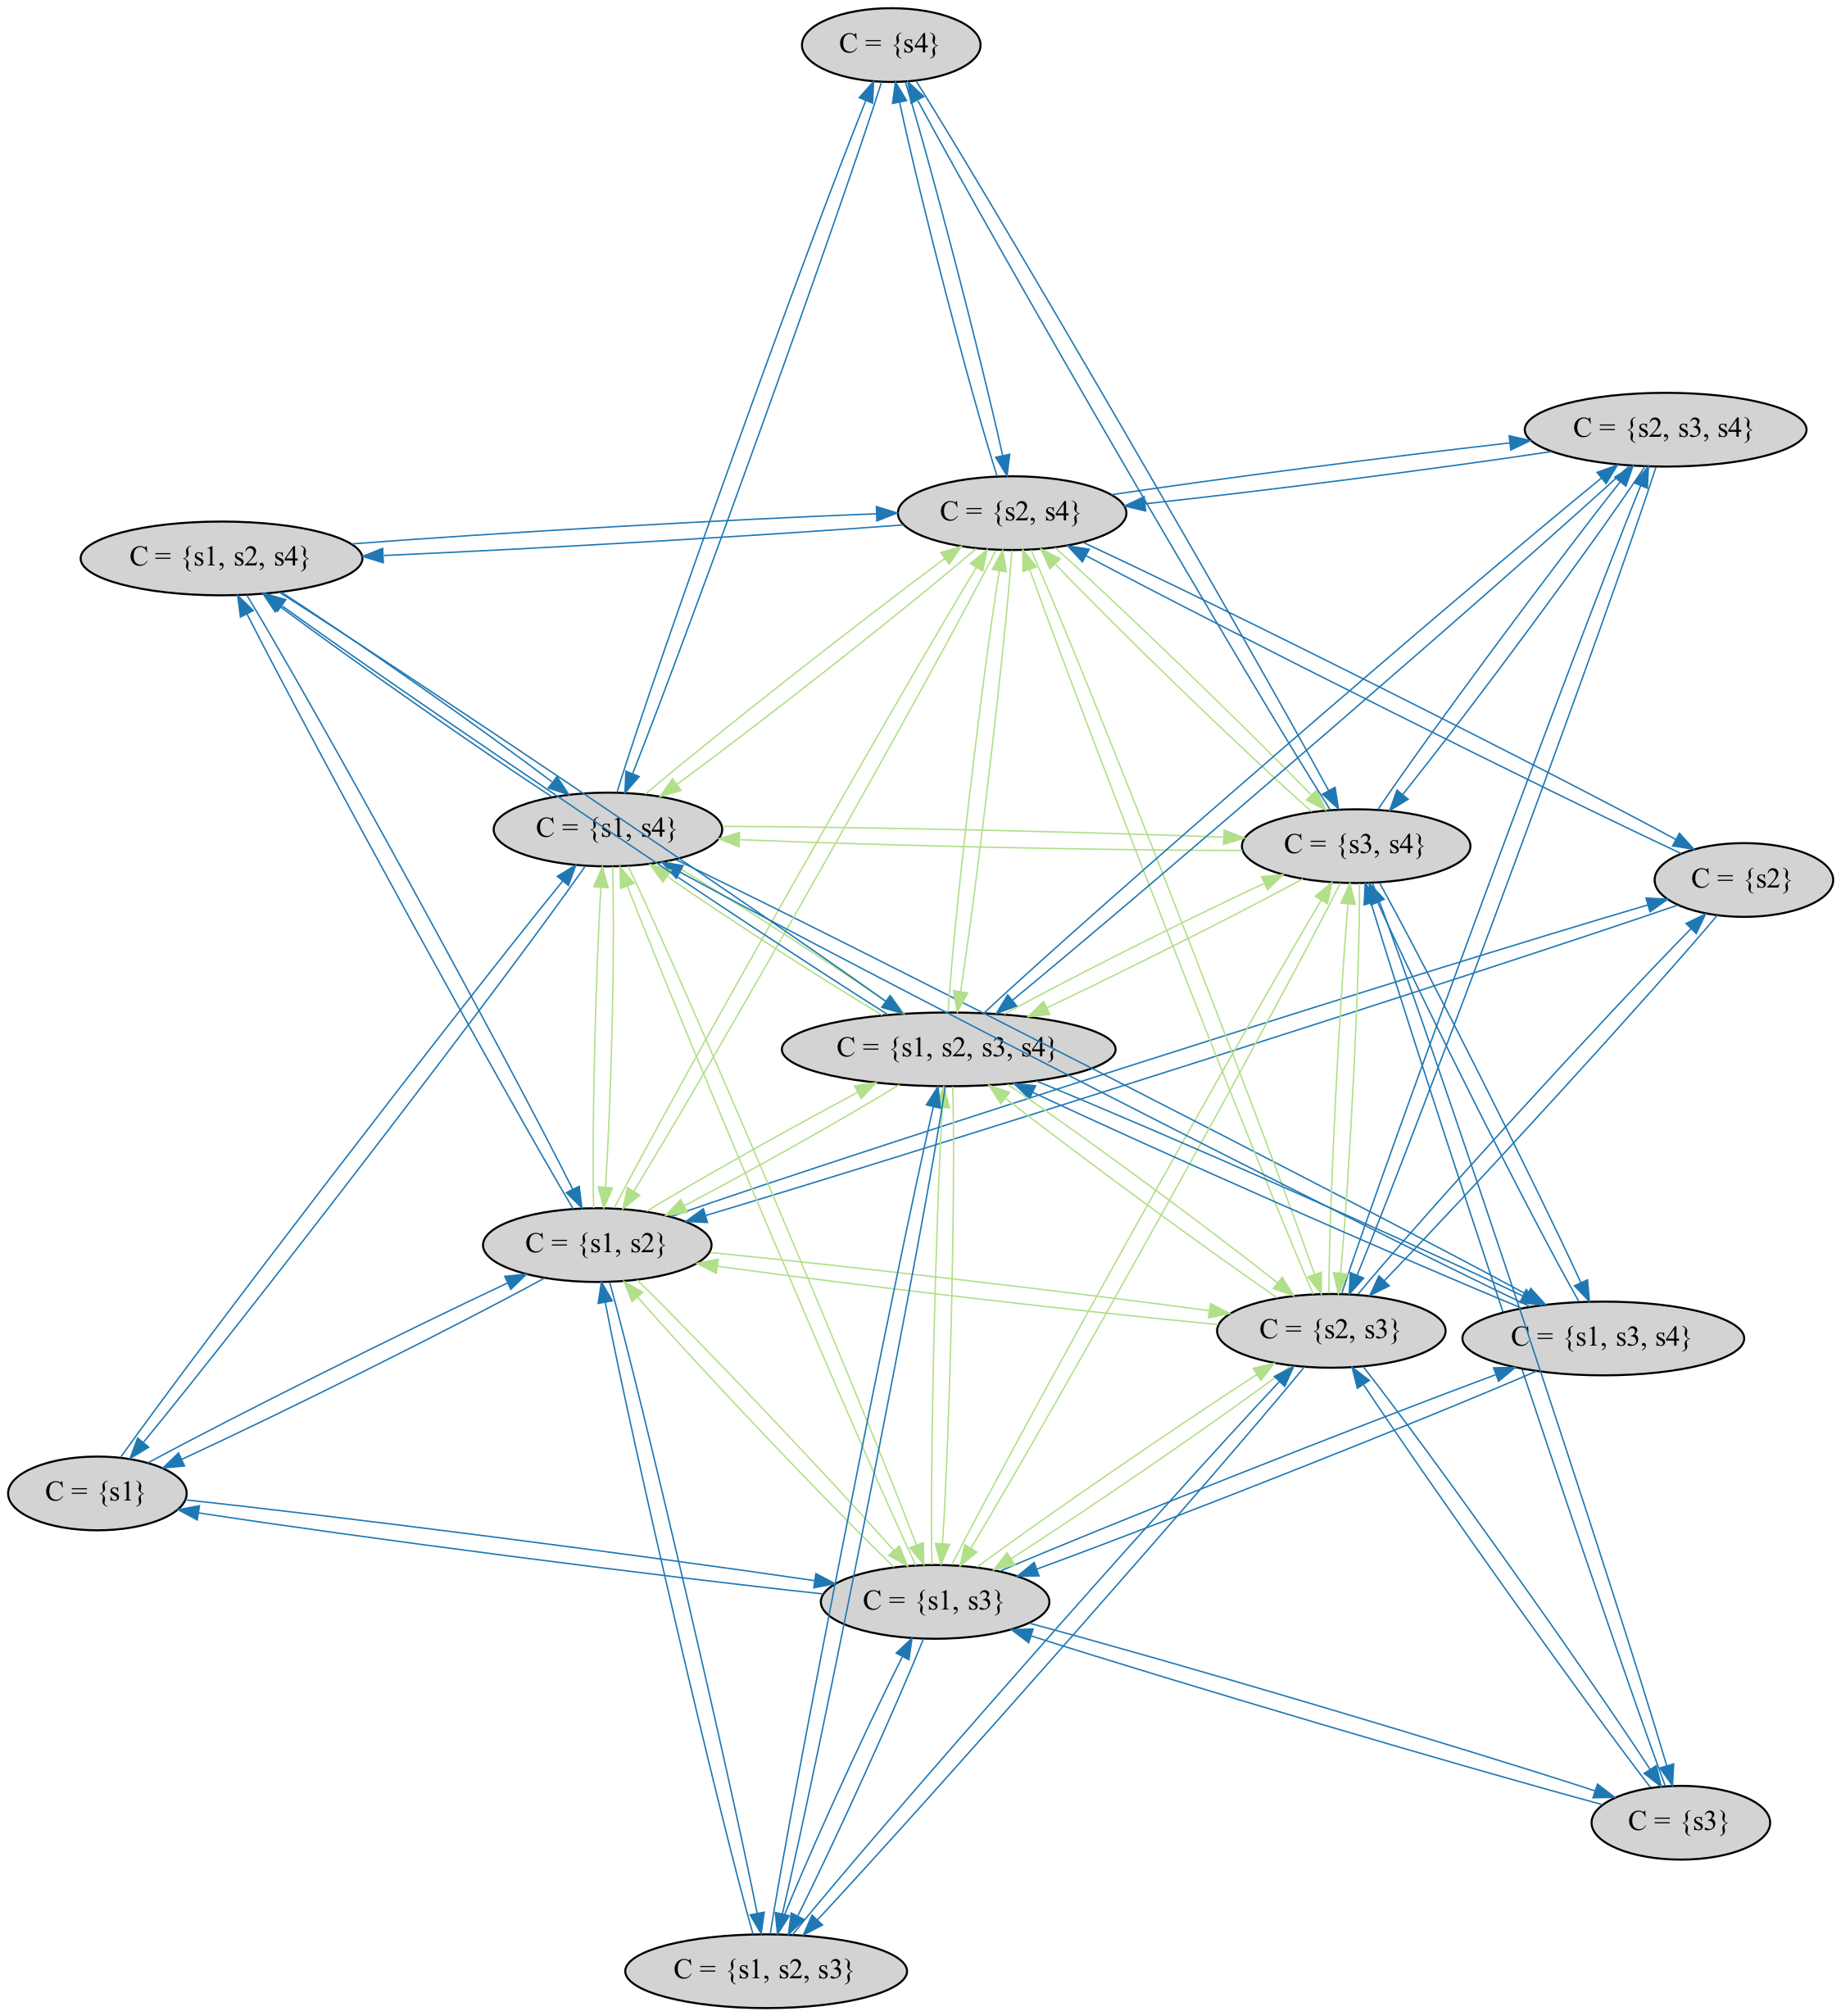 C = {s4}
C = {s2, s3, s4}
C = {s2, s4}
C = {s1, s2, s4}
C = {s1, s4}
C = {s3, s4}
C = {s2}
C = {s1, s2, s3, s4}
C = {s1, s2}
C = {s2, s3}
C = {s1, s3, s4}
C = {s1}
C = {s1, s3}
C = {s3}
C = {s1, s2, s3}